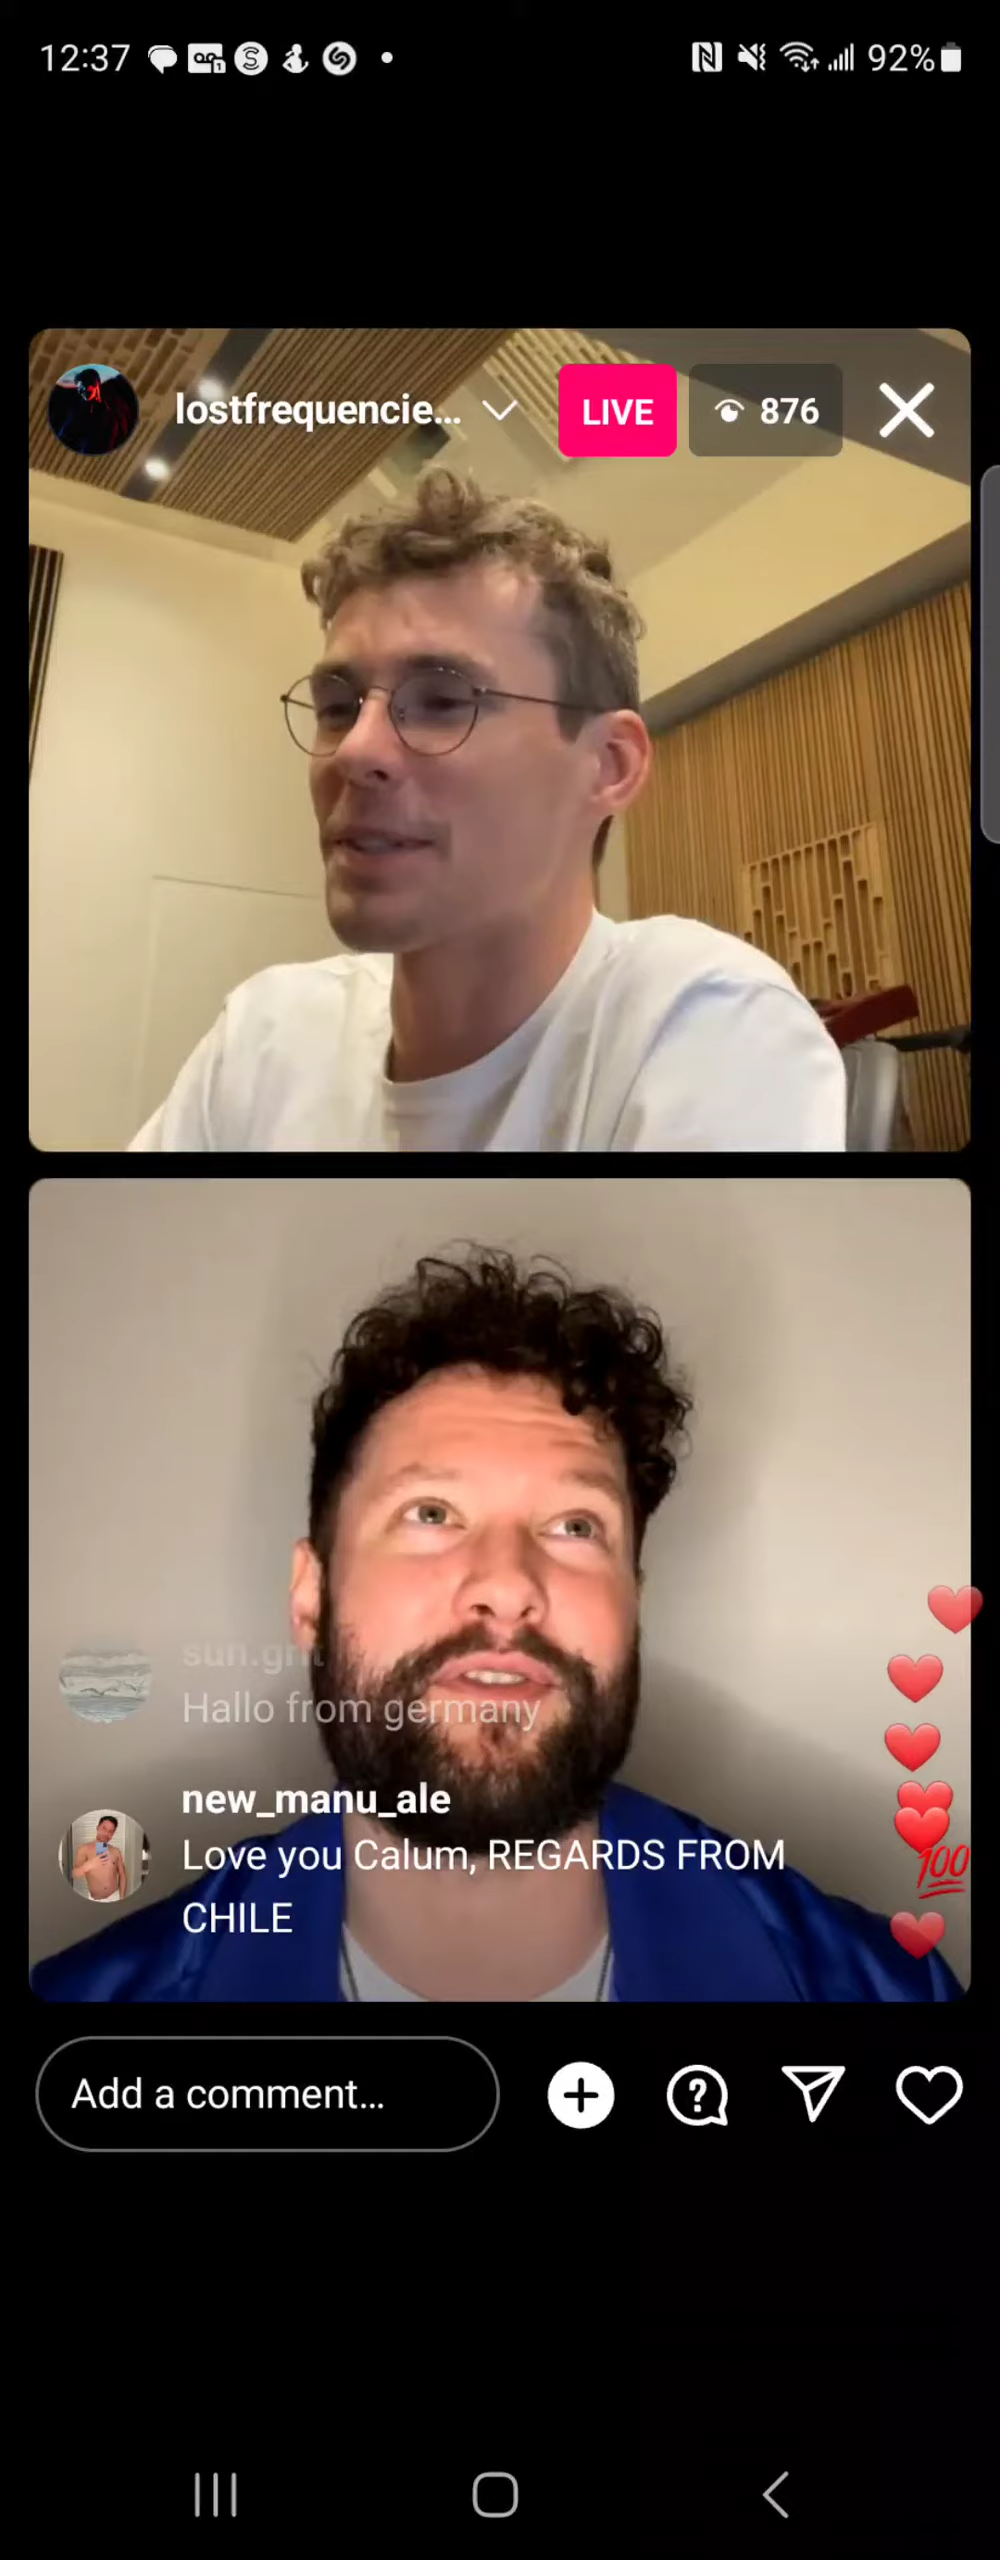 12:37
92%
lostfrequencie...
LIVE
876
Hallo from germany
new_manu_ale
Love you Calum, REGARDS FROM
CHILE
100
Add a comment...